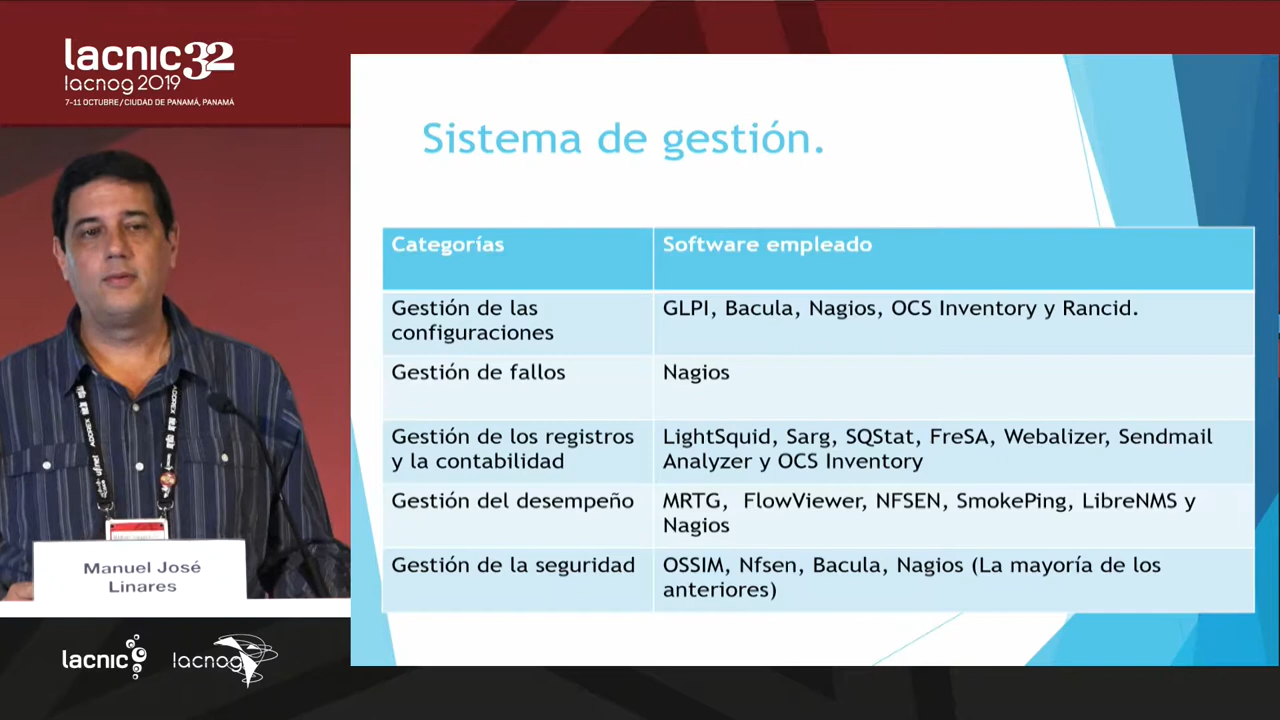 lacnic 32
lacnog 2019
7-11 OCTUBRE / CIUDAD DE PANAMÁ, PANAMÁ
Sistema de gestión.
Categorías
Software empleado
Gestión de las
configuraciones
GLPI, Bacula, Nagios, OCS Inventory y Rancid.
Gestión de fallos
Nagios
Gestión de los registros
y la contabilidad
LightSquid, Sarg, SQStat, FreSA, Webalizer, Sendmail
Analyzer y OCS Inventory
Gestión del desempeño
MRTG, FlowViewer, NFSEN, SmokePing, LibreNMS y
Nagios
Gestión de la seguridad
OSSIM, Nfsen, Bacula, Nagios (La mayoría de los
anteriores)
Manuel José
Linares
lacnic
lacnog